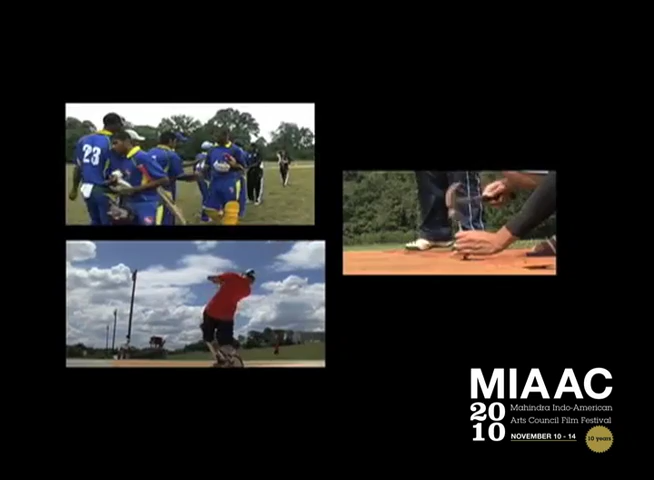 23
MIAAC
20
10
Mahindra Indo-American
Arts Council Film Festival
NOVEMBER 10 - 14
10 years